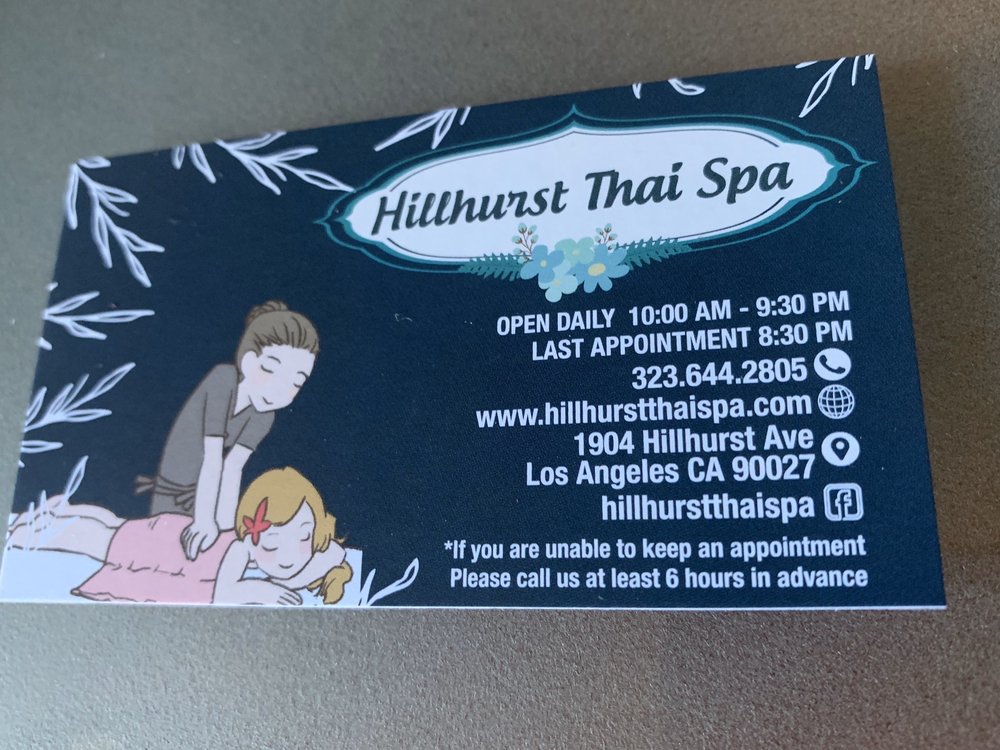 Hillhurst Thai Spa
OPEN DAILY 10:00 AM - 9:30 PM
LAST APPOINTMENT 8:30 PM
323.644.2805
www.hillhurstthaispa.com
1904 Hillhurst Ave
Los Angeles CA 90027
hillhurstthaispa
*If you are unable to keep an appointment
Please call us at least 6 hours in advance